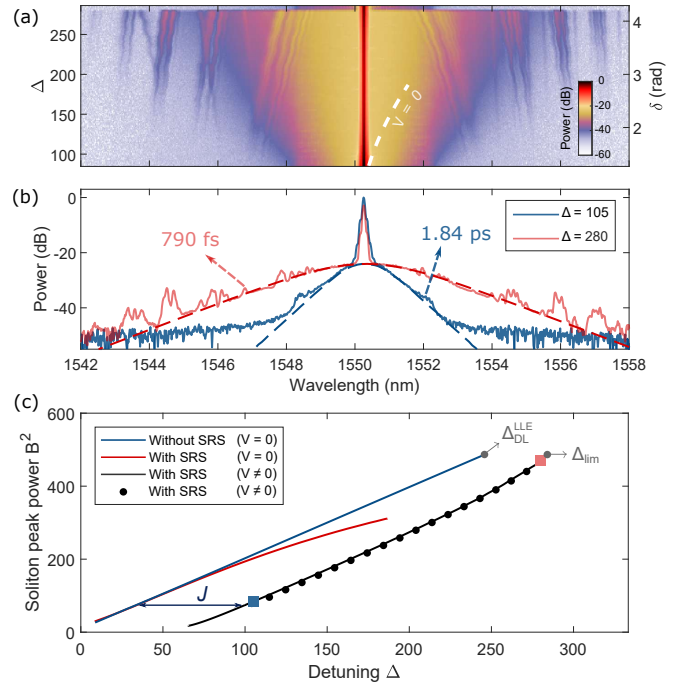 (a)
250
200
150
100
Δ
V = 0
Power (dB)
0
-20
-40
-60
4
3
2
δ (rad)
(b)
0
-20
-40
Power (dB)
790 fs
1.84 ps
Δ = 105
Δ = 280
1542 1544 1546 1548 1550 1552 1554 1556 1558
Wavelength (nm)
(c)
600
400
200
0
Soliton peak power B²
Without SRS (V = 0)
With SRS (V = 0)
With SRS (V ≠ 0)
With SRS (V ≠ 0)
Δ_DL^LLE
Δ_lim
J
0 50 100 150 200 250 300
Detuning Δ